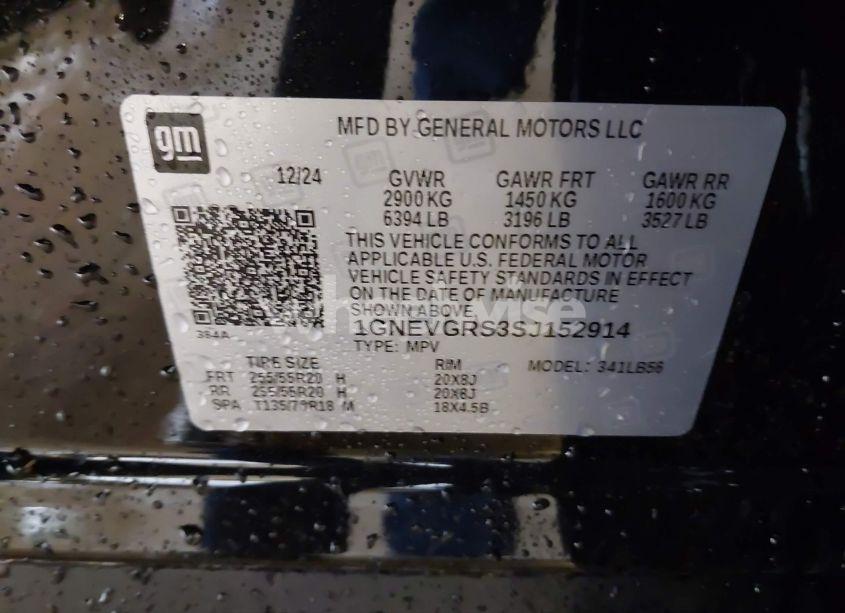 gm
MFD BY GENERAL MOTORS LLC
12/24 GVWR GAWR FRT GAWR RR
2900 KG 1450 KG 1600 KG
6394 LB 3196 LB 3527 LB
THIS VEHICLE CONFORMS TO ALL
APPLICABLE U.S. FEDERAL MOTOR
VEHICLE SAFETY STANDARDS IN EFFECT
ON THE DATE OF MANUFACTURE
SHOWN ABOVE.
1GNEVGRS3SJ152914
364A
TYPE: MPV
TIRE SIZE RIM MODEL: 341LB56
FRT 255/55R20 H 20X8J
RR 255/55R20 H 20X8J
SPA T135/70R18 M 18X4.5B